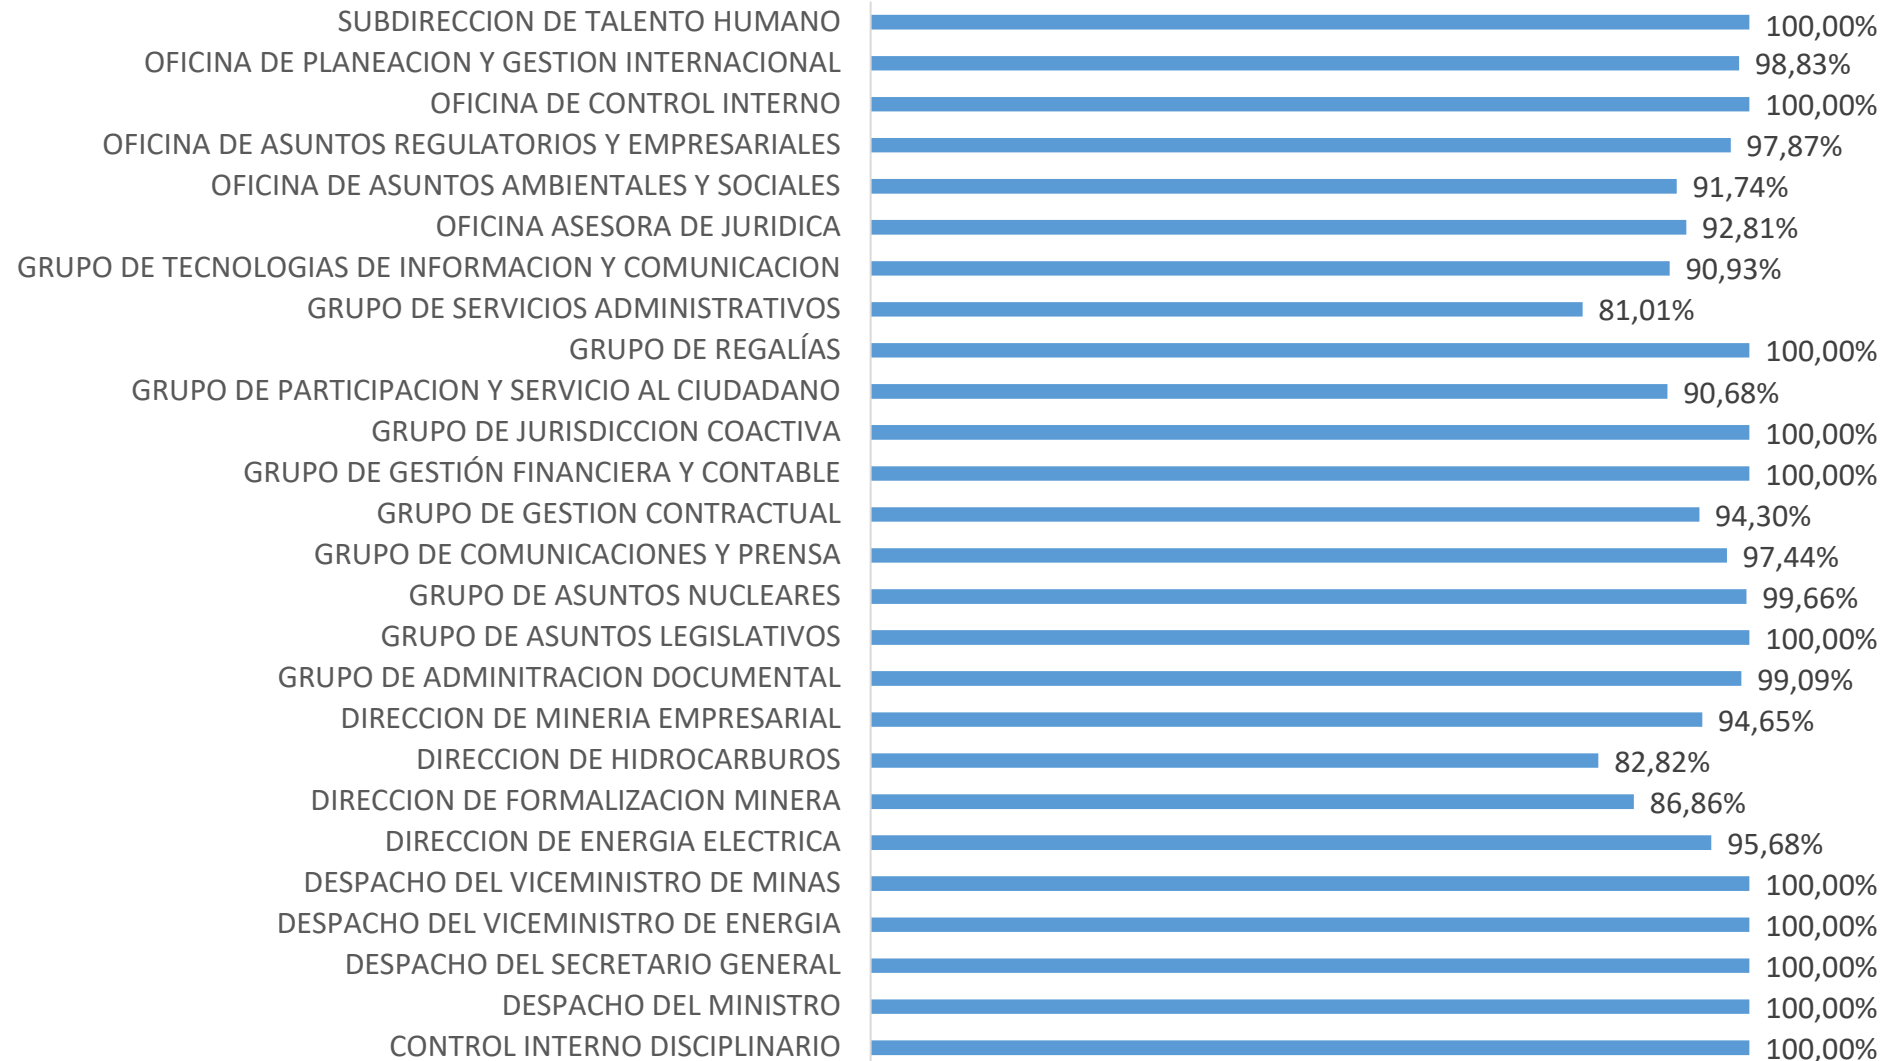 SUBDIRECCION DE TALENTO HUMANO 100,00%
OFICINA DE PLANEACION Y GESTION INTERNACIONAL 98,83%
OFICINA DE CONTROL INTERNO 100,00%
OFICINA DE ASUNTOS REGULATORIOS Y EMPRESARIALES 97,87%
OFICINA DE ASUNTOS AMBIENTALES Y SOCIALES 91,74%
OFICINA ASESORA DE JURIDICA 92,81%
GRUPO DE TECNOLOGIAS DE INFORMACION Y COMUNICACION 90,93%
GRUPO DE SERVICIOS ADMINISTRATIVOS 81,01%
GRUPO DE REGALÍAS 100,00%
GRUPO DE PARTICIPACION Y SERVICIO AL CIUDADANO 90,68%
GRUPO DE JURISDICCION COACTIVA 100,00%
GRUPO DE GESTIÓN FINANCIERA Y CONTABLE 100,00%
GRUPO DE GESTION CONTRACTUAL 94,30%
GRUPO DE COMUNICACIONES Y PRENSA 97,44%
GRUPO DE ASUNTOS NUCLEARES 99,66%
GRUPO DE ASUNTOS LEGISLATIVOS 100,00%
GRUPO DE ADMINITRACION DOCUMENTAL 99,09%
DIRECCION DE MINERIA EMPRESARIAL 94,65%
DIRECCION DE HIDROCARBUROS 82,82%
DIRECCION DE FORMALIZACION MINERA 86,86%
DIRECCION DE ENERGIA ELECTRICA 95,68%
DESPACHO DEL VICEMINISTRO DE MINAS 100,00%
DESPACHO DEL VICEMINISTRO DE ENERGIA 100,00%
DESPACHO DEL SECRETARIO GENERAL 100,00%
DESPACHO DEL MINISTRO 100,00%
CONTROL INTERNO DISCIPLINARIO 100,00%